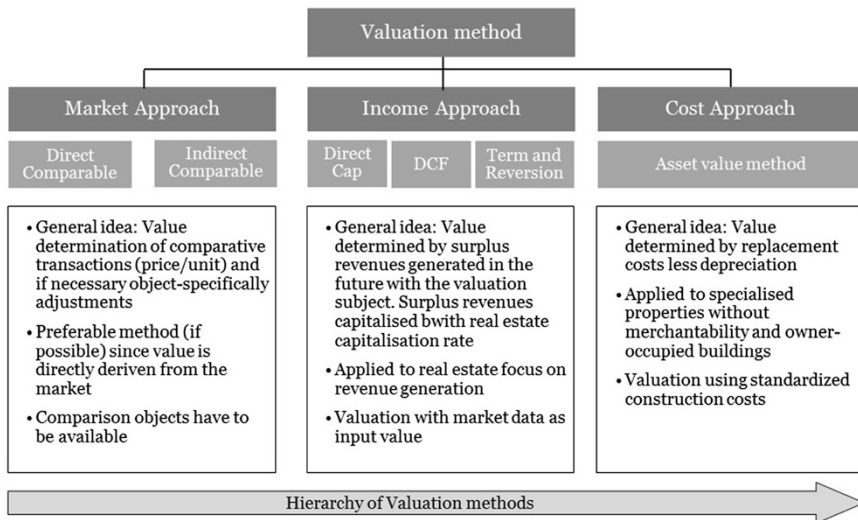 Valuation method
Market Approach
Income Approach
Cost Approach
Direct
Comparable
Indirect
Comparable
Direct
Cap
DCF
Term and
Reversion
Asset value method
• General idea: Value
determination of comparative
transactions (price/unit) and
if necessary object-specifically
adjustments
• Preferable method (if
possible) since value is
directly derived from the
market
• Comparison objects have to
be available
• General idea: Value
determined by surplus
revenues generated in the
future with the valuation
subject. Surplus revenues
capitalised bwith real estate
capitalisation rate
• Applied to real estate focus on
revenue generation
• Valuation with market data as
input value
• General idea: Value
determined by replacement
costs less depreciation
• Applied to specialised
properties without
merchantability and owner-
occupied buildings
• Valuation using standardized
construction costs
Hierarchy of Valuation methods